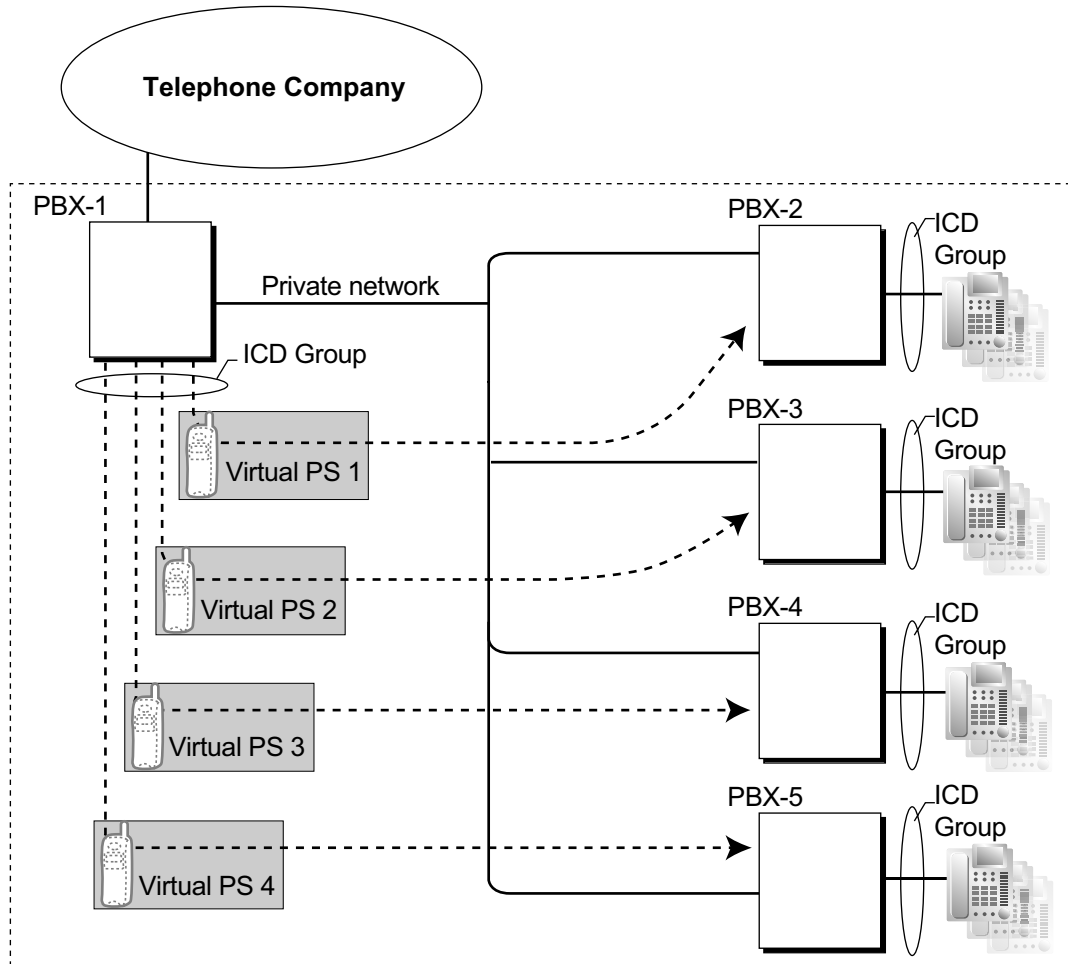 Telephone Company
PBX-1
PBX-2
ICD
Group
Private network
ICD Group
PBX-3
ICD
Group
Virtual PS 1
Virtual PS 2
PBX-4
ICD
Group
Virtual PS 3
PBX-5
ICD
Group
Virtual PS 4